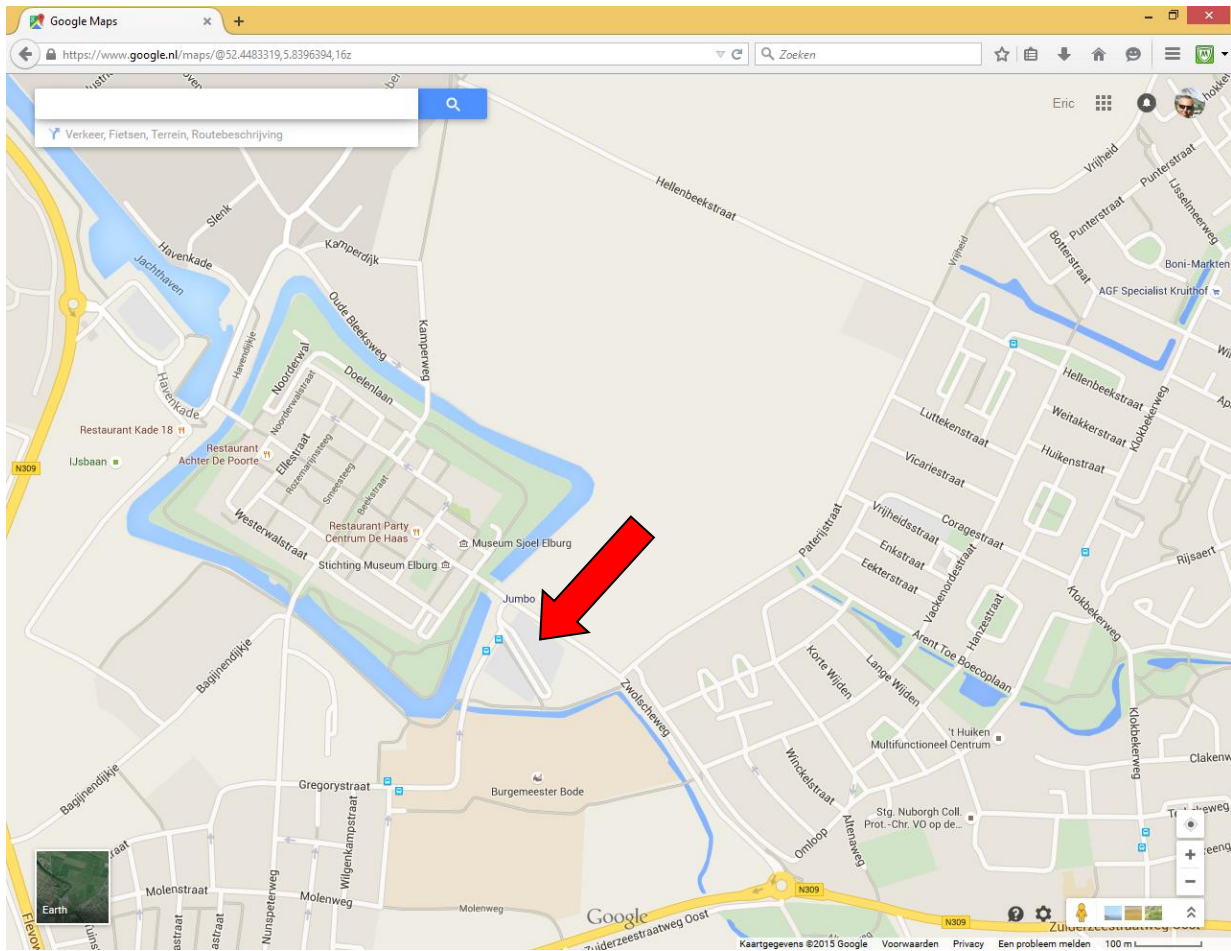 Google Maps
https://www.google.nl/maps/@52.4483319,5.8396394,16z
Zoeken
Verkeer, Fietsen, Terrein, Routebeschrijving
Eric
Vrijheid
Punterstraat
IJsselmeerweg
Punterstraat
Botterstraat
Boni-Markten
AGF Specialist Kruithof
Hellenbeekstraat
Vrijheid
Slenk
Havenkade
Kamperdijk
Jachthaven
Oude Bleeksweg
Kamperweg
Havendijkje
Noorderwal
Doelenlaan
Noorderwalstraat
Havenkade
Restaurant Kade 18
Restaurant
Achter De Poorte
Ellestraat
Rozemarijnsteeg
Smeesteeg
Beekstraat
IJsbaan
N309
Westerwalstraat
Restaurant Party
Centrum De Haas
Museum Sjoel Elburg
Stichting Museum Elburg
Jumbo
Hellenbeekstraat
Weitakkerstraat
Klokbekerweg
Luttekenstraat
Huikenstraat
Vicariestraat
Vrijheidsstraat
Coragestraat
Paterijstraat
Enkstraat
Eekterstraat
Vackenordestraat
Hanzestraat
Klokbekerweg
Rijsaert
Arent Toe Boecoplaan
Korte Wijden
Lange Wijden
Bagijnendijkje
Zwolscheweg
't Huiken
Multifunctioneel Centrum
Klokbekerweg
Bagijnendijkje
Gregorystraat
Burgemeester Bode
Winckelstraat
Stg. Nuborgh Coll.
Prot.-Chr. VO op de...
Omloop
Altenaweg
Wilgenkampstraat
Molenstraat
Molenweg
Nunspeterweg
Molenweg
N309
N309
Earth
Google
Zuiderzeestraatweg Oost
Zuiderzeestraatweg Oost
Kaartgegevens ©2015 Google Voorwaarden Privacy Een probleem melden 100 m